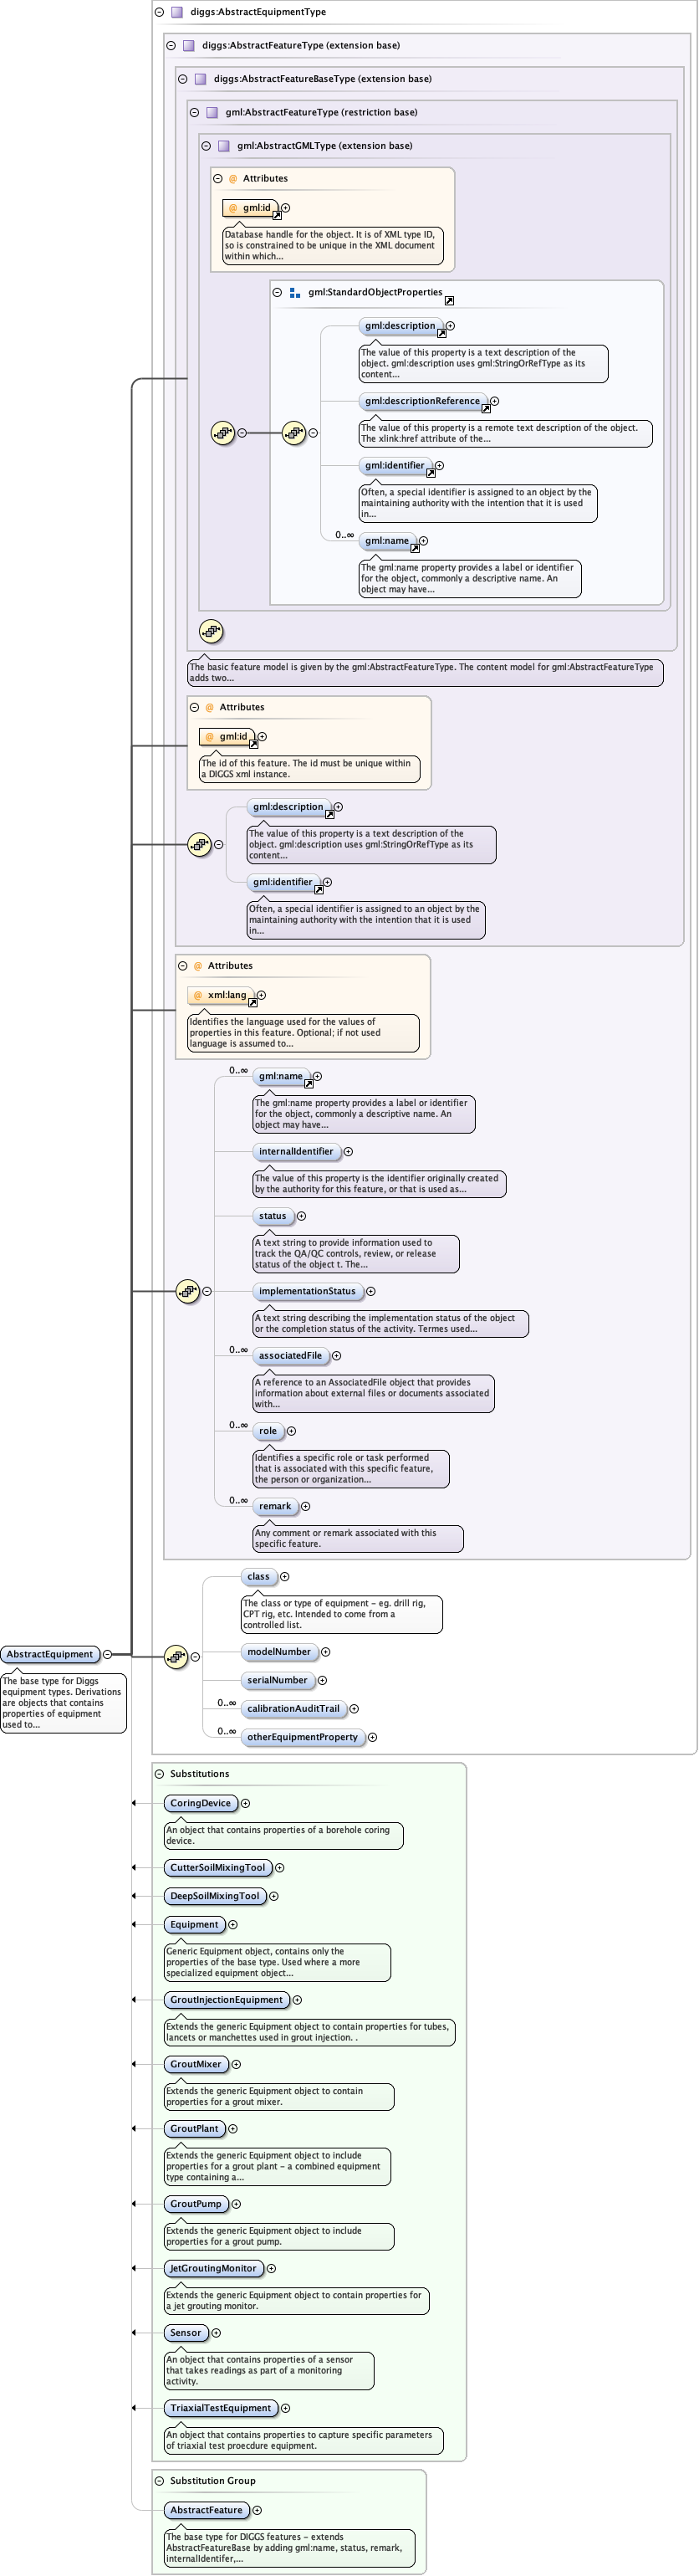 diggs:AbstractEquipmentType
diggs:AbstractFeatureType (extension base)
diggs:AbstractFeatureBaseType (extension base)
gml:AbstractFeatureType (restriction base)
gml:AbstractGMLType (extension base)
@ Attributes
@ gml:id
Database handle for the object. It is of XML type ID,
so is constrained to be unique in the XML document
within which...
gml:StandardObjectProperties
gml:description
The value of this property is a text description of the
object. gml:description uses gml:StringOrRefType as its
content...
gml:descriptionReference
The value of this property is a remote text description of the object.
The xlink:href attribute of the...
gml:identifier
Often, a special identifier is assigned to an object by the
maintaining authority with the intention that it is used
in...
0..∞
gml:name
The gml:name property provides a label or identifier
for the object, commonly a descriptive name. An
object may have...
The basic feature model is given by the gml:AbstractFeatureType. The content model for gml:AbstractFeatureType
adds two...
@ Attributes
@ gml:id
The id of this feature. The id must be unique within
a DIGGS xml instance.
gml:description
The value of this property is a text description of the
object. gml:description uses gml:StringOrRefType as its
content...
gml:identifier
Often, a special identifier is assigned to an object by the
maintaining authority with the intention that it is used
in...
@ Attributes
@ xml:lang
Identifies the language used for the values of
properties in this feature. Optional; if not used
language is assumed to...
0..∞
gml:name
The gml:name property provides a label or identifier
for the object, commonly a descriptive name. An
object may have...
internalIdentifier
The value of this property is the identifier originally created
by the authority for this feature, or that is used as...
status
A text string to provide information used to
track the QA/QC controls, review, or release
status of the object t. The...
implementationStatus
A text string describing the implementation status of the object
or the completion status of the activity. Termes used...
0..∞
associatedFile
A reference to an AssociatedFile object that provides
information about external files or documents associated
with...
0..∞
role
Identifies a specific role or task performed
that is associated with this specific feature,
the person or organization...
0..∞
remark
Any comment or remark associated with this
specific feature.
class
The class or type of equipment - eg. drill rig,
CPT rig, etc. Intended to come from a
controlled list.
AbstractEquipment
The base type for Diggs
equipment types. Derivations
are objects that contains
properties of equipment
used to...
modelNumber
serialNumber
0..∞
calibrationAuditTrail
0..∞
otherEquipmentProperty
Substitutions
CoringDevice
An object that contains properties of a borehole coring
device.
CutterSoilMixingTool
DeepSoilMixingTool
Equipment
Generic Equipment object, contains only the
properties of the base type. Used where a more
specialized equipment object...
GroutInjectionEquipment
Extends the generic Equipment object to contain properties for tubes,
lancets or manchettes used in grout injection. .
GroutMixer
Extends the generic Equipment object to contain
properties for a grout mixer.
GroutPlant
Extends the generic Equipment object to include
properties for a grout plant - a combined equipment
type containing a...
GroutPump
Extends the generic Equipment object to include
properties for a grout pump.
JetGroutingMonitor
Extends the generic Equipment object to contain properties for
a jet grouting monitor.
Sensor
An object that contains properties of a sensor
that takes readings as part of a monitoring
activity.
TriaxialTestEquipment
An object that contains properties to capture specific parameters
of triaxial test proecdure equipment.
Substitution Group
AbstractFeature
The base type for DIGGS features - extends
AbstractFeatureBase by adding gml:name, status, remark,
internalIdentifer,...